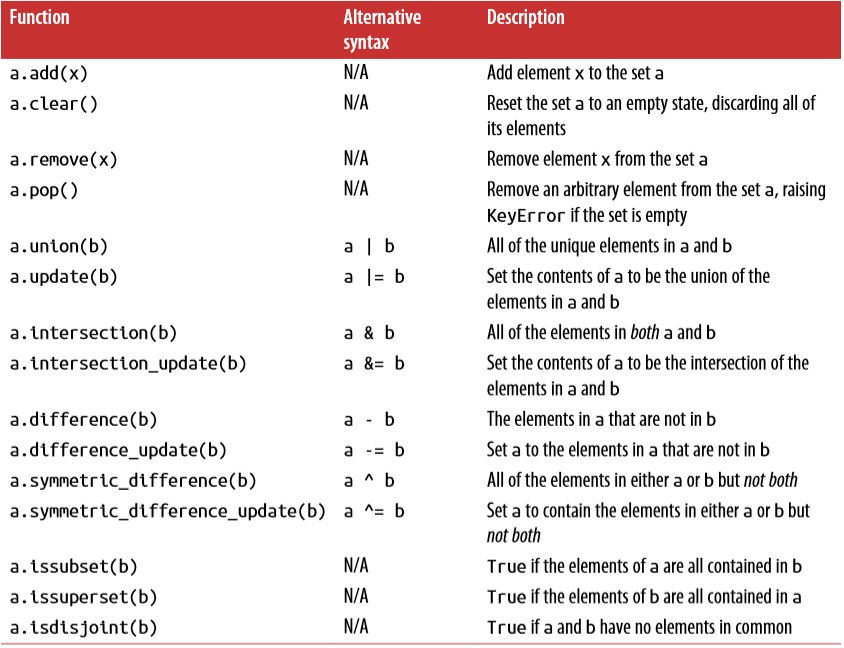 Function Alternative Description
syntax
a.add(x) N/A Add element x to the set a
a.clear() N/A Reset the set a to an empty state, discarding all of
its elements
a.remove(x) N/A Remove element x from the set a
a.pop() N/A Remove an arbitrary element from the set a, raising
KeyError if the set is empty
a.union(b) a | b All of the unique elements in a and b
a.update(b) a |= b Set the contents of a to be the union of the
elements in a and b
a.intersection(b) a & b All of the elements in both a and b
a.intersection_update(b) a &= b Set the contents of a to be the intersection of the
elements in a and b
a.difference(b) a - b The elements in a that are not in b
a.difference_update(b) a -= b Set a to the elements in a that are not in b
a.symmetric_difference(b) a ^ b All of the elements in either a or b but not both
a.symmetric_difference_update(b) a ^= b Set a to contain the elements in either a or b but
not both
a.issubset(b) N/A True if the elements of a are all contained in b
a.issuperset(b) N/A True if the elements of b are all contained in a
a.isdisjoint(b) N/A True if a and b have no elements in common